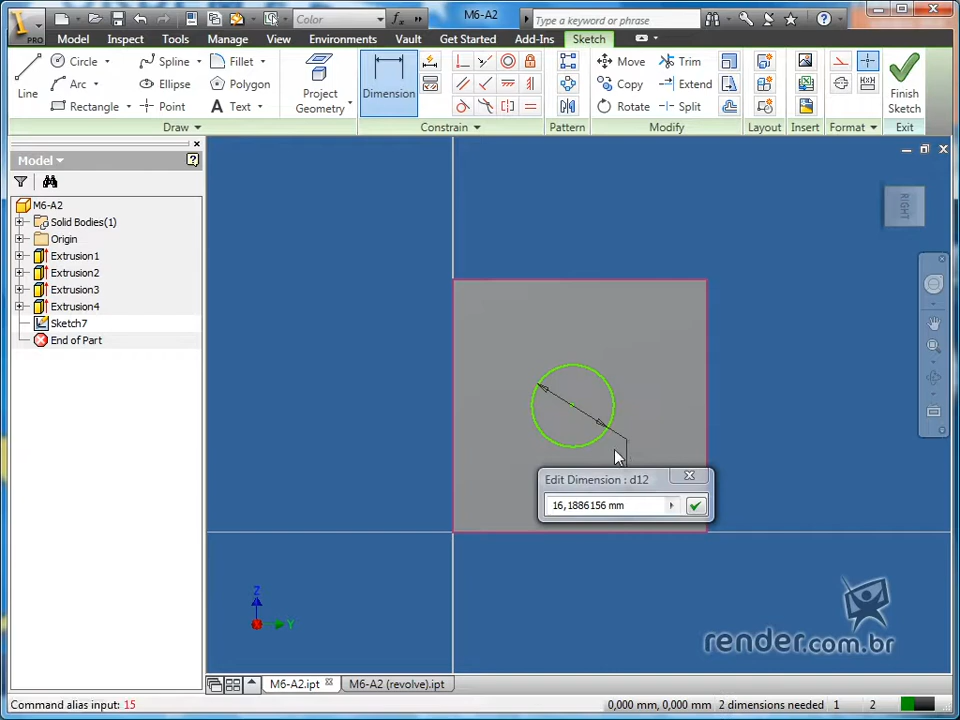 PRO
Color
M6-A2
Type a keyword or phrase
Model
Inspect
Tools
Manage
View
Environments
Vault
Get Started
Add-Ins
Sketch
Line
Circle
Spline
Fillet
Arc
Ellipse
Polygon
Rectangle
Point
Text
Project
Geometry
Dimension
Move
Trim
Copy
Extend
Rotate
Split
Finish
Sketch
Draw
Constrain
Pattern
Modify
Layout
Insert
Format
Exit
Model
M6-A2
Solid Bodies(1)
Origin
Extrusion1
Extrusion2
Extrusion3
Extrusion4
Sketch7
End of Part
RIGHT
Edit Dimension : d12
16,1886156 mm
Z
Y
render.com.br
M6-A2.ipt
M6-A2 (revolve).ipt
Command alias input: 15
0,000 mm, 0,000 mm
2 dimensions needed
1
2